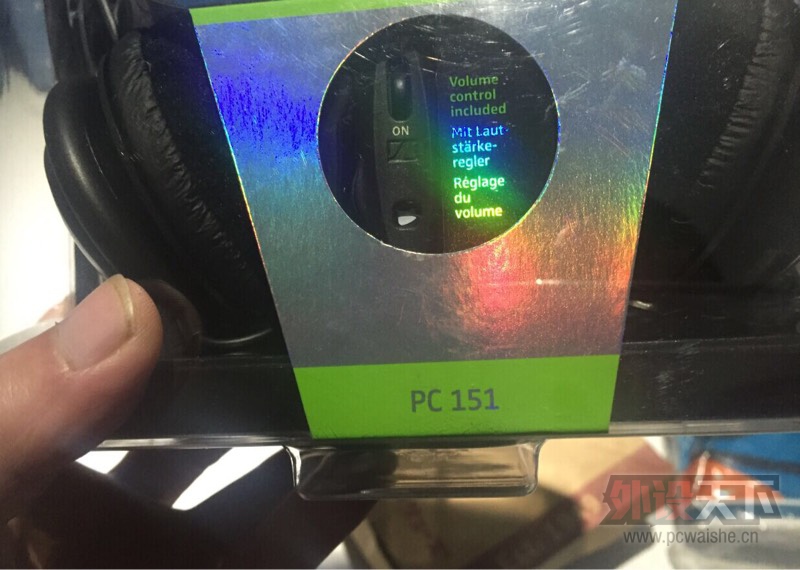 Volume
control
included
ON
Mit Laut-
stärke-
regler
Réglage
du
volume
PC 151
外设天下
www.pcwaishe.cn